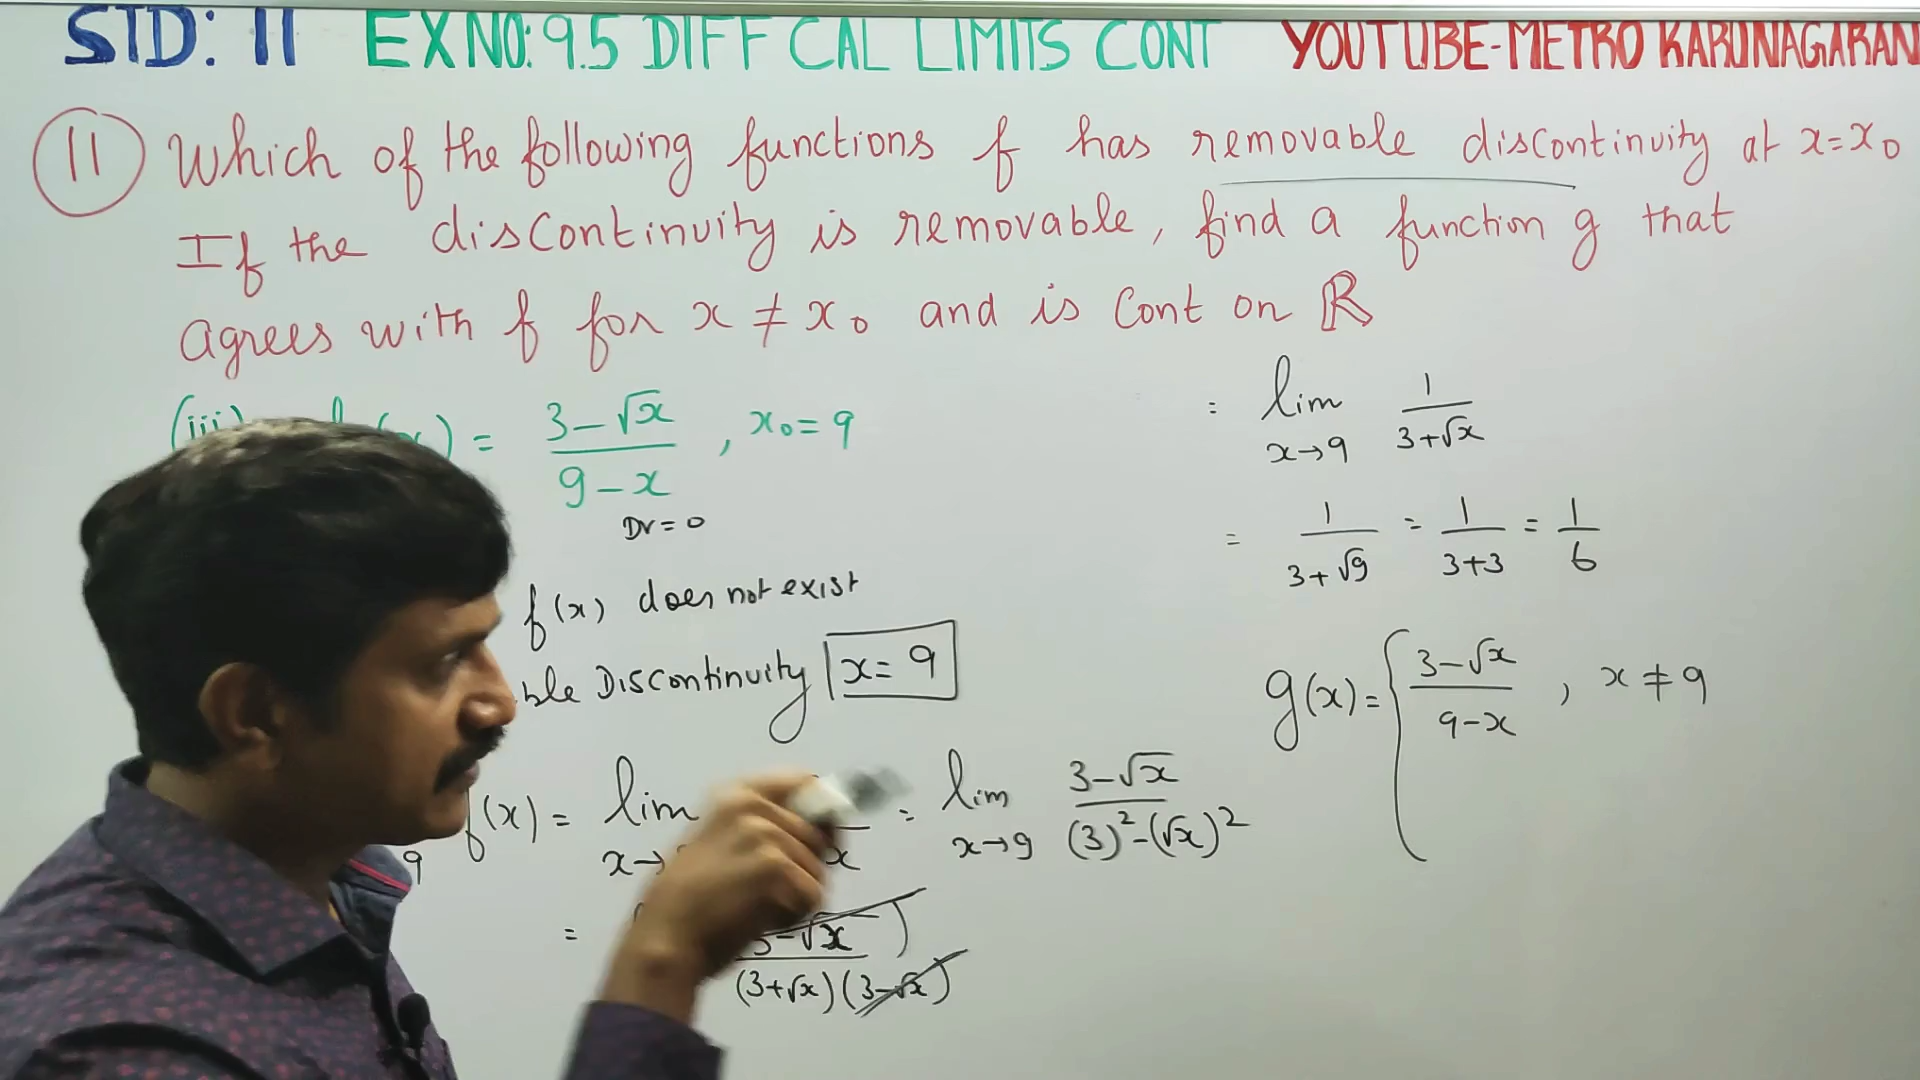 STD: 11 EXNO: 9.5 DIFF CAL LIMITS CONT YOUTUBE-METRO KARUNAGARAN
11 Which of the following functions f has removable discontinuity at x=x₀
If the discontinuity is removable, find a function g that
agrees with f for x ≠ x₀ and is cont on ℝ
(iii) f(x) = (3-√x)/(9-x), x₀=9
Dr=0
f(x) does not exist
Discontinuity x=9
f(x) = lim x→ = lim x→9 (3-√x)/((3)²-(√x)²)
= 3-√x)/((3+√x)(3-√x)
= lim x→9 1/(3+√x)
= 1/(3+√9) = 1/(3+3) = 1/6
g(x) = { (3-√x)/(9-x), x≠9